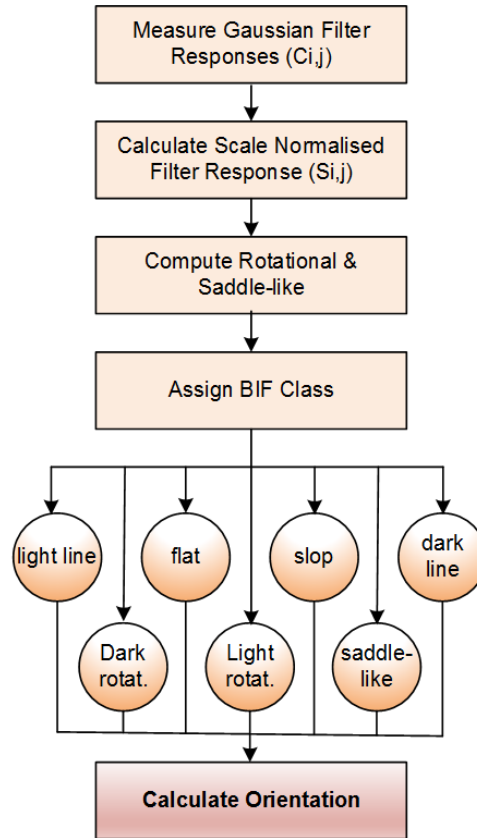 Measure Gaussian Filter
Responses (Ci,j)
Calculate Scale Normalised
Filter Response (Si,j)
Compute Rotational &
Saddle-like
Assign BIF Class
light line
flat
slop
dark
line
Dark
rotat.
Light
rotat.
saddle-
like
Calculate Orientation